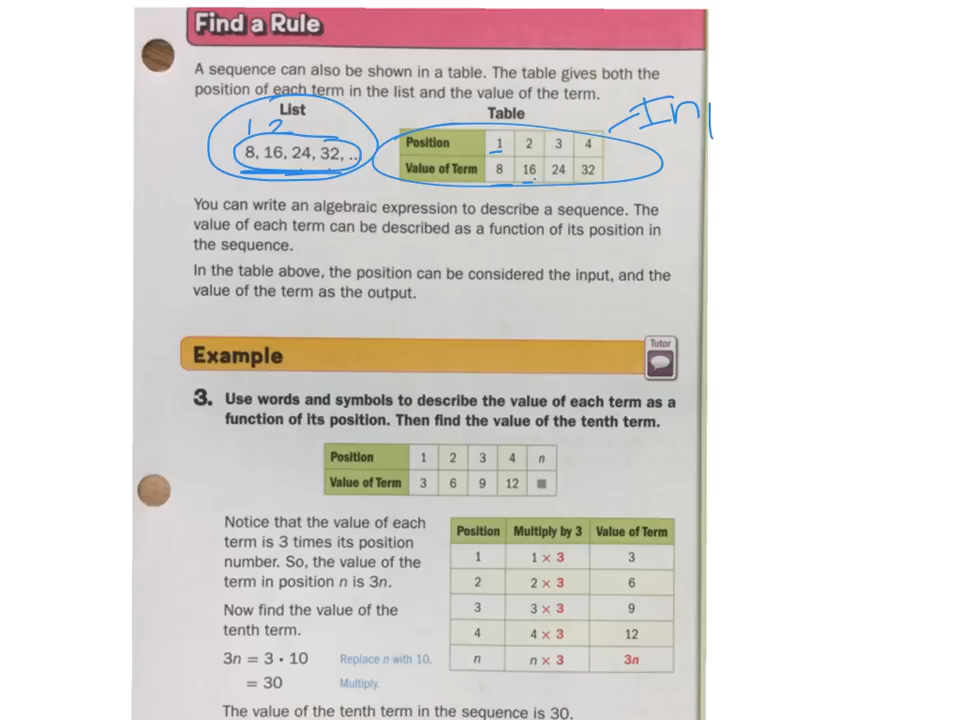 Find a Rule
A sequence can also be shown in a table. The table gives both the
position of each term in the list and the value of the term.
List
Table
1 2
In
8, 16, 24, 32, ...
Position 1 2 3 4
Value of Term 8 16 24 32
You can write an algebraic expression to describe a sequence. The
value of each term can be described as a function of its position in
the sequence.
In the table above, the position can be considered the input, and the
value of the term as the output.
Example
Tutor
3. Use words and symbols to describe the value of each term as a
function of its position. Then find the value of the tenth term.
Position 1 2 3 4 n
Value of Term 3 6 9 12 ■
Notice that the value of each
term is 3 times its position
number. So, the value of the
term in position n is 3n.
Now find the value of the
tenth term.
3n = 3 · 10 Replace n with 10.
= 30 Multiply.
Position Multiply by 3 Value of Term
1 1 × 3 3
2 2 × 3 6
3 3 × 3 9
4 4 × 3 12
n n × 3 3n
The value of the tenth term in the sequence is 30.